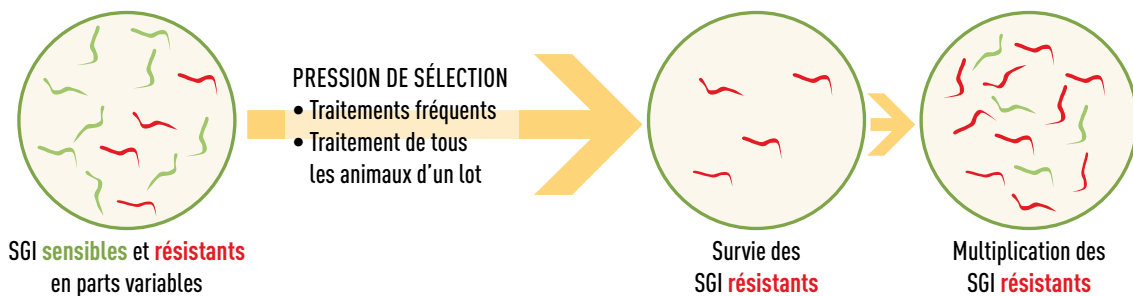 PRESSION DE SÉLECTION
• Traitements fréquents
• Traitement de tous
les animaux d'un lot
SGI sensibles et résistants
en parts variables
Survie des
SGI résistants
Multiplication des
SGI résistants